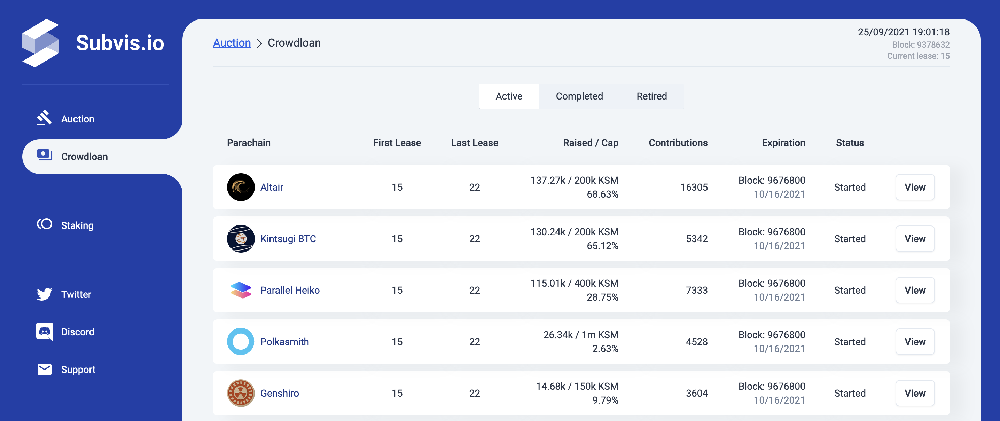 Subvis.io
Auction
Crowdloan
Staking
Twitter
Discord
Support
Auction > Crowdloan
25/09/2021 19:01:18
Block: 9378632
Current lease: 15
Active Completed Retired
Parachain First Lease Last Lease Raised / Cap Contributions Expiration Status
Altair 15 22 137.27k / 200k KSM 16305 Block: 9676800 Started View
68.63% 10/16/2021
Kintsugi BTC 15 22 130.24k / 200k KSM 5342 Block: 9676800 Started View
65.12% 10/16/2021
Parallel Heiko 15 22 115.01k / 400k KSM 7333 Block: 9676800 Started View
28.75% 10/16/2021
Polkasmith 15 22 26.34k / 1m KSM 4528 Block: 9676800 Started View
2.63% 10/16/2021
Genshiro 15 22 14.68k / 150k KSM 3604 Block: 9676800 Started View
9.79% 10/16/2021